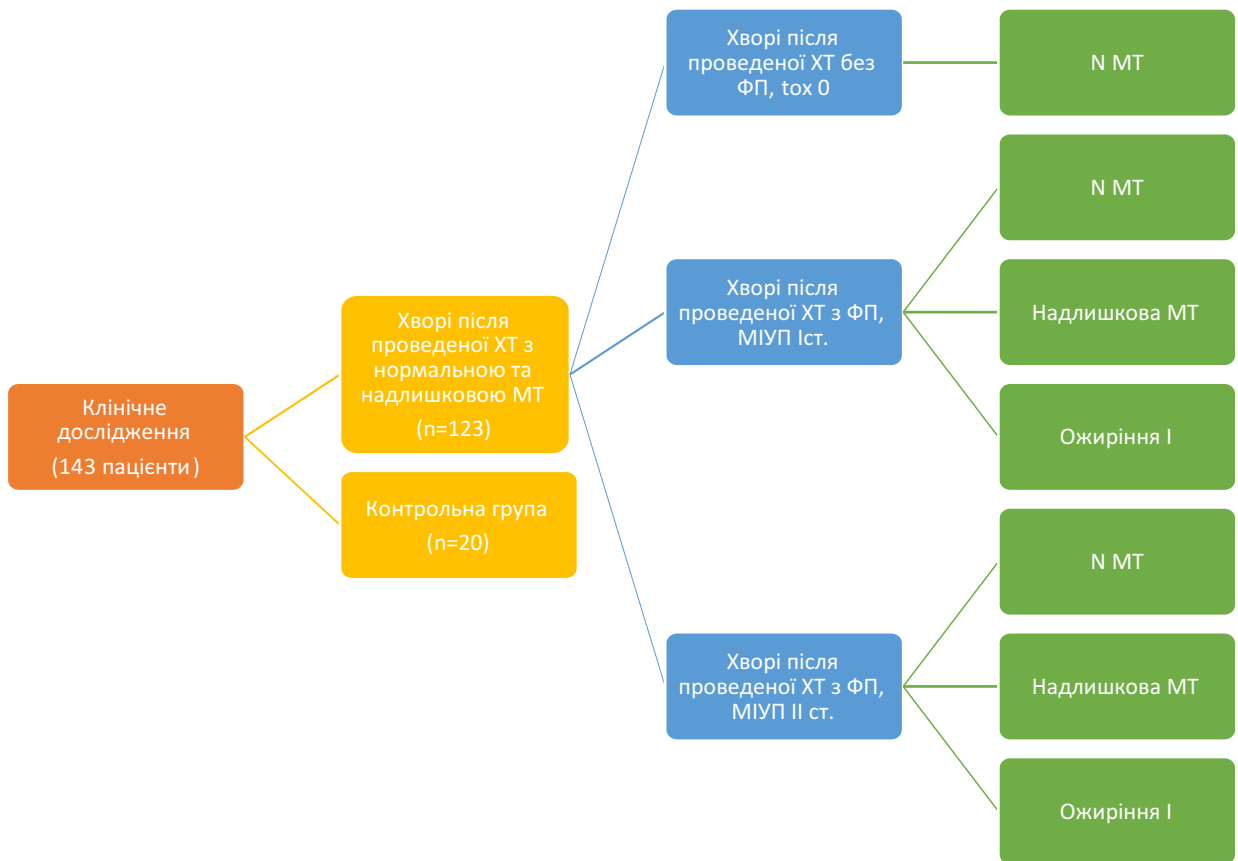 Клінічне
дослідження
(143 пацієнти)
Хворі після
проведеної ХТ з
нормальною та
надлишковою МТ
(n=123)
Контрольна група
(n=20)
Хворі після
проведеної ХТ без
ФП, tox 0
Хворі після
проведеної ХТ з ФП,
МІУП Іст.
Хворі після
проведеної ХТ з ФП,
МІУП ІІ ст.
N МТ
N МТ
Надлишкова МТ
Ожиріння І
N МТ
Надлишкова МТ
Ожиріння І